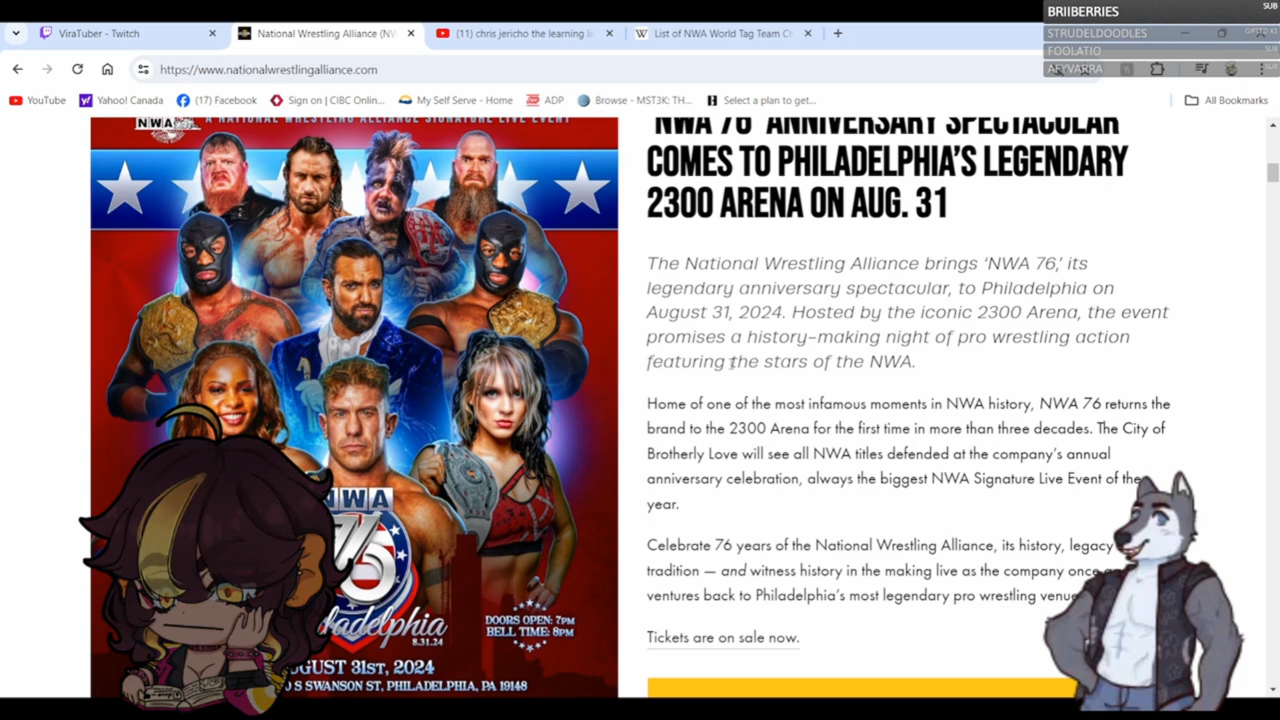 BRIIBERRIES SUB
STRUDELDOODLES GIFTED X1
FOOLATIO SUB
AEYVARRA SUB
ViraTuber - Twitch
National Wrestling Alliance (NW
(11) chris jericho the learning
List of NWA World Tag Team C
https://www.nationalwrestlingalliance.com
YouTube
Yahoo! Canada
(17) Facebook
Sign on | CIBC Onlin...
My Self Serve - Home
ADP
Browse - MST3K: TH...
Select a plan to get...
All Bookmarks
NWA
A NATIONAL WRESTLING ALLIANCE SIGNATURE LIVE EVENT
NWA
76
ladelphia
8.31.24
DOORS OPEN: 7PM
BELL TIME: 8PM
GUST 31ST, 2024
S SWANSON ST, PHILADELPHIA, PA 19148
'NWA 76' ANNIVERSARY SPECTACULAR
COMES TO PHILADELPHIA'S LEGENDARY
2300 ARENA ON AUG. 31
The National Wrestling Alliance brings 'NWA 76,' its
legendary anniversary spectacular, to Philadelphia on
August 31, 2024. Hosted by the iconic 2300 Arena, the event
promises a history-making night of pro wrestling action
featuring the stars of the NWA.
Home of one of the most infamous moments in NWA history, NWA 76 returns the
brand to the 2300 Arena for the first time in more than three decades. The City of
Brotherly Love will see all NWA titles defended at the company's annual
anniversary celebration, always the biggest NWA Signature Live Event of the
year.
Celebrate 76 years of the National Wrestling Alliance, its history, legacy
tradition — and witness history in the making live as the company once
ventures back to Philadelphia's most legendary pro wrestling venue
Tickets are on sale now.